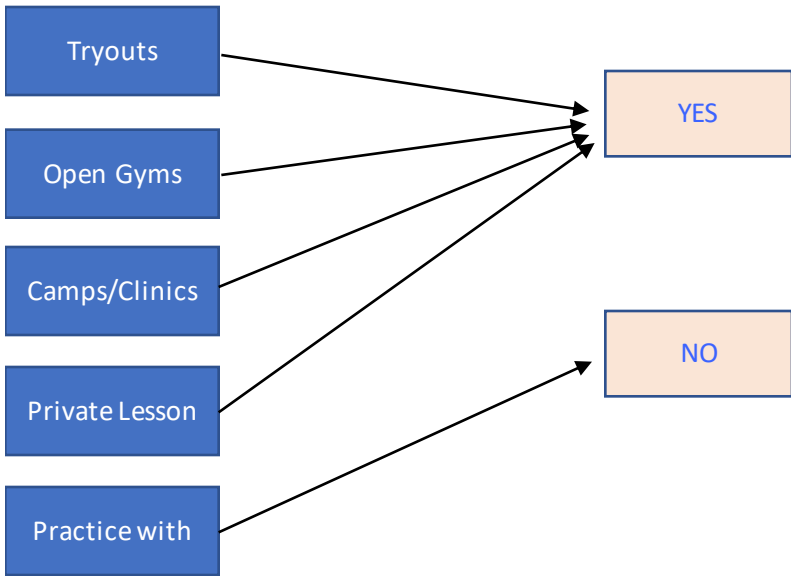 Tryouts
YES
Open Gyms
Camps/Clinics
NO
Private Lesson
Practice with